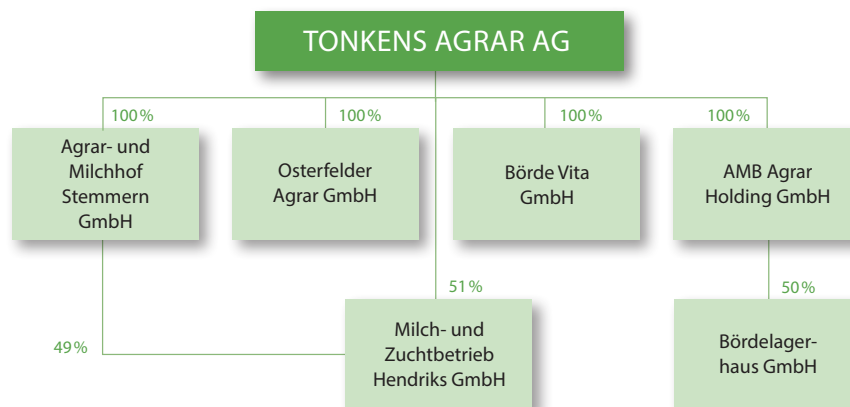 TONKENS AGRAR AG
100 %
100 %
100 %
100 %
Agrar- und
Milchhof
Stemmern
GmbH
Osterfelder
Agrar GmbH
Börde Vita
GmbH
AMB Agrar
Holding GmbH
51 %
50 %
49 %
Milch- und
Zuchtbetrieb
Hendriks GmbH
Bördelager-
haus GmbH